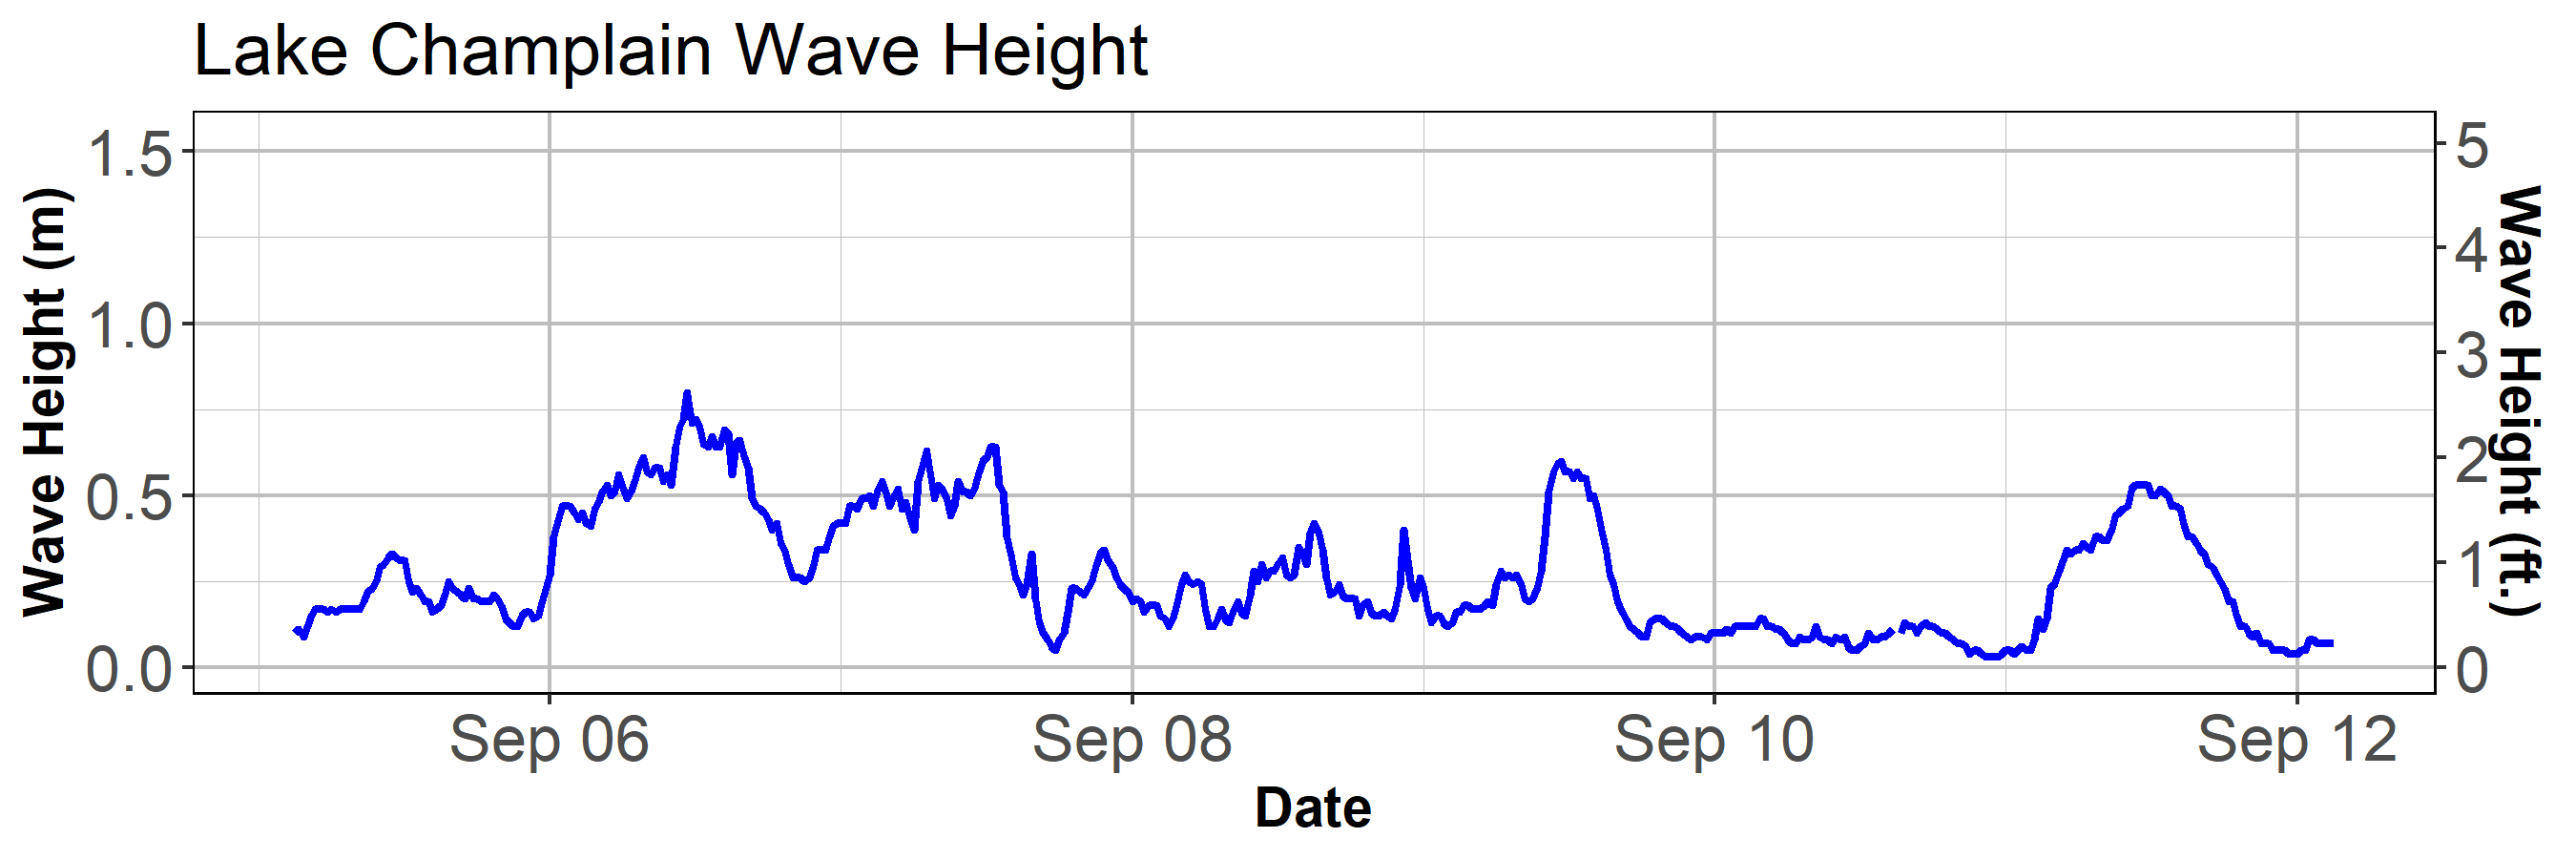 Lake Champlain Wave Height
Wave Height (m)
1.5
1.0
0.5
0.0
5
4
3
2
1
0
Wave Height (ft.)
Sep 06
Sep 08
Sep 10
Sep 12
Date